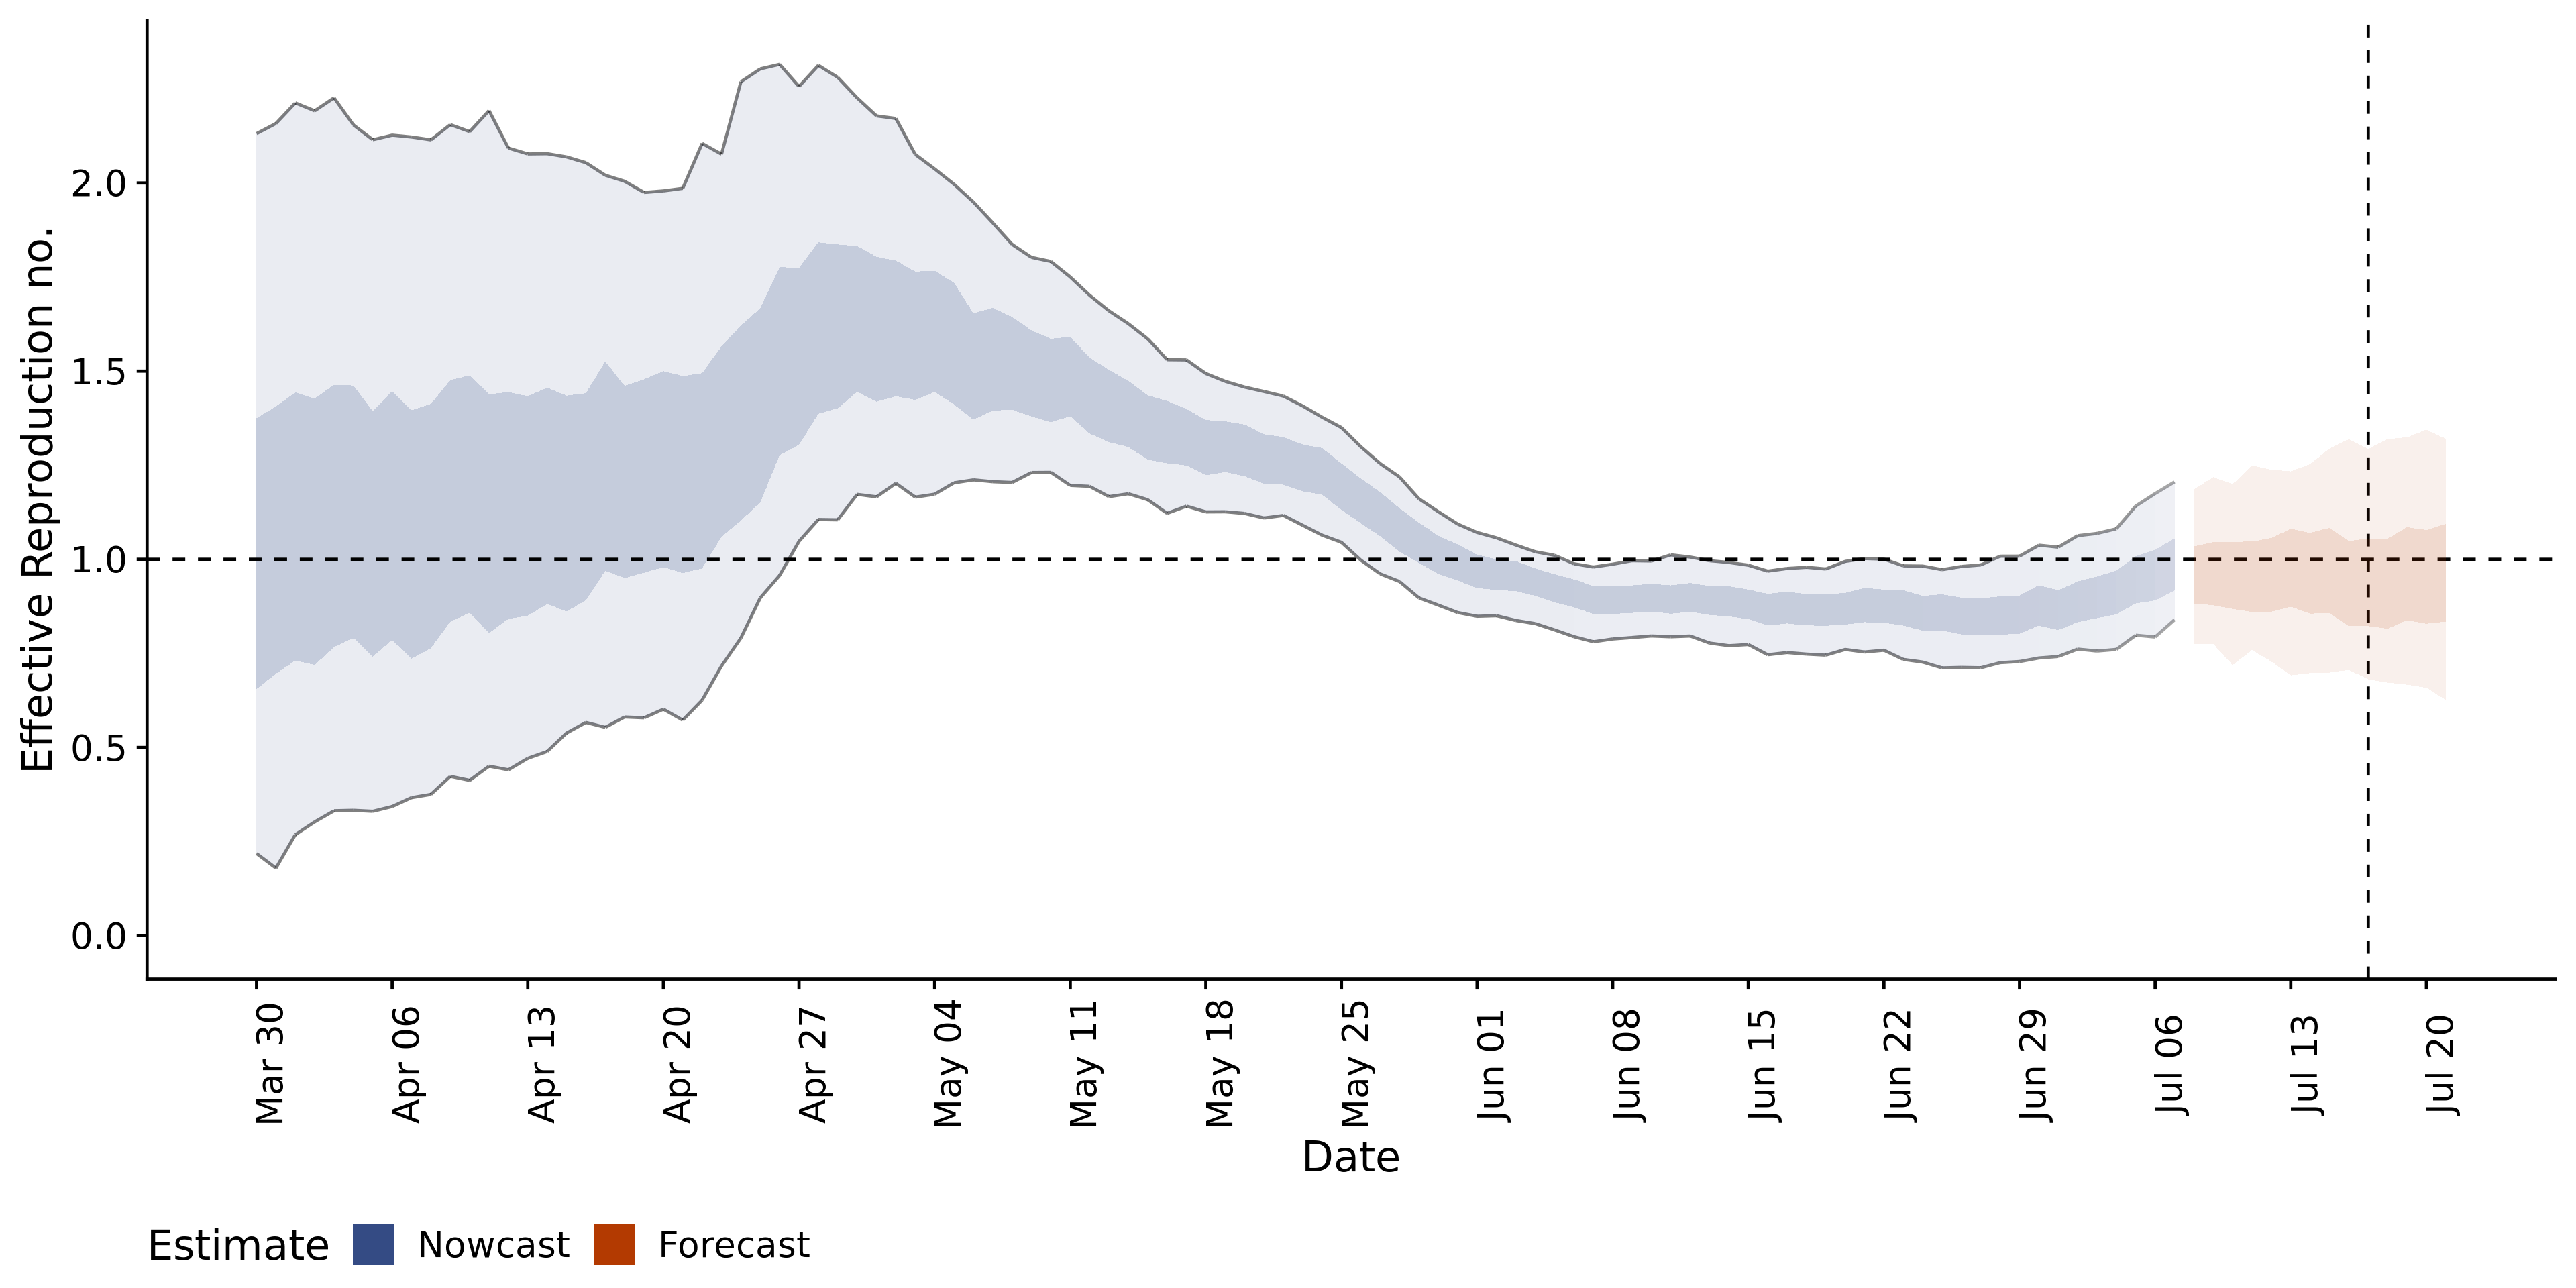 Effective Reproduction no.
2.0
1.5
1.0
0.5
0.0
Mar 30
Apr 06
Apr 13
Apr 20
Apr 27
May 04
May 11
May 18
May 25
Jun 01
Jun 08
Jun 15
Jun 22
Jun 29
Jul 06
Jul 13
Jul 20
Date
Estimate Nowcast Forecast